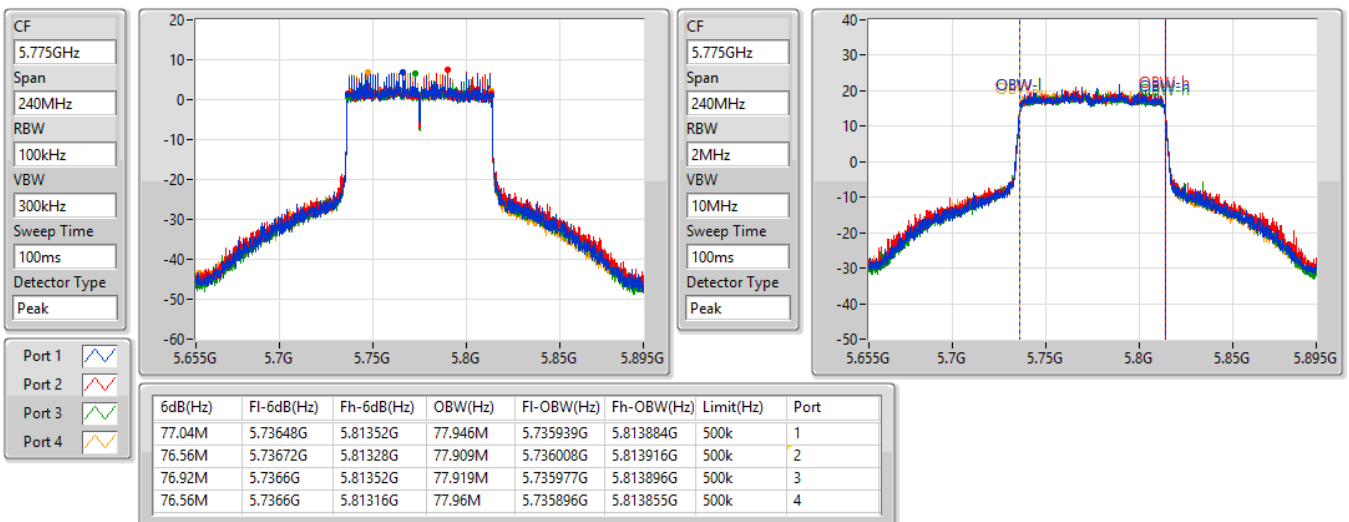 CF
5.775GHz
Span
240MHz
RBW
100kHz
VBW
300kHz
Sweep Time
100ms
Detector Type
Peak
20
10
0
-10
-20
-30
-40
-50
-60
5.655G 5.7G 5.75G 5.8G 5.85G 5.895G
CF
5.775GHz
Span
240MHz
RBW
2MHz
VBW
10MHz
Sweep Time
100ms
Detector Type
Peak
40
30
20
10
0
-10
-20
-30
-40
-50
OBW-l OBW-h
5.655G 5.7G 5.75G 5.8G 5.85G 5.895G
Port 1
Port 2
Port 3
Port 4
6dB(Hz) Fl-6dB(Hz) Fh-6dB(Hz) OBW(Hz) Fl-OBW(Hz) Fh-OBW(Hz) Limit(Hz) Port
77.04M 5.73648G 5.81352G 77.946M 5.735939G 5.813884G 500k 1
76.56M 5.73672G 5.81328G 77.909M 5.736008G 5.813916G 500k 2
76.92M 5.7366G 5.81352G 77.919M 5.735977G 5.813896G 500k 3
76.56M 5.7366G 5.81316G 77.96M 5.735896G 5.813855G 500k 4